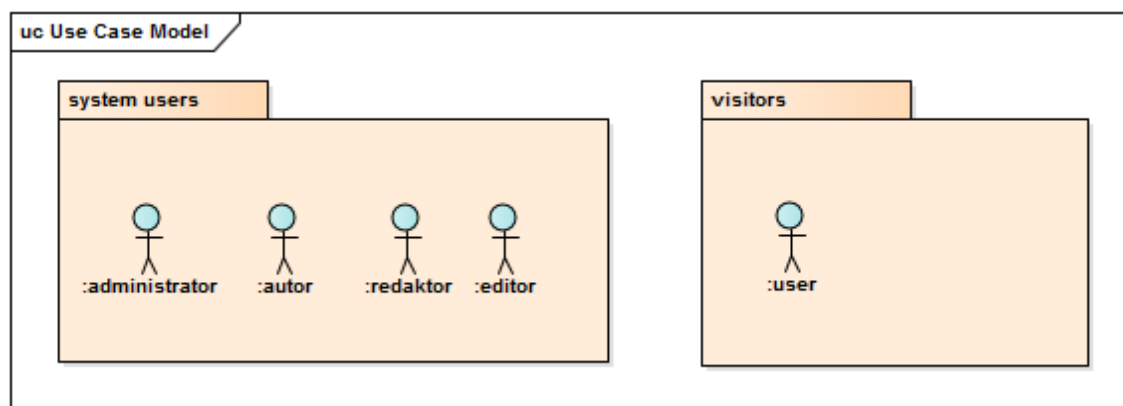 uc Use Case Model
system users
visitors
:administrator
:autor
:redaktor
:editor
:user